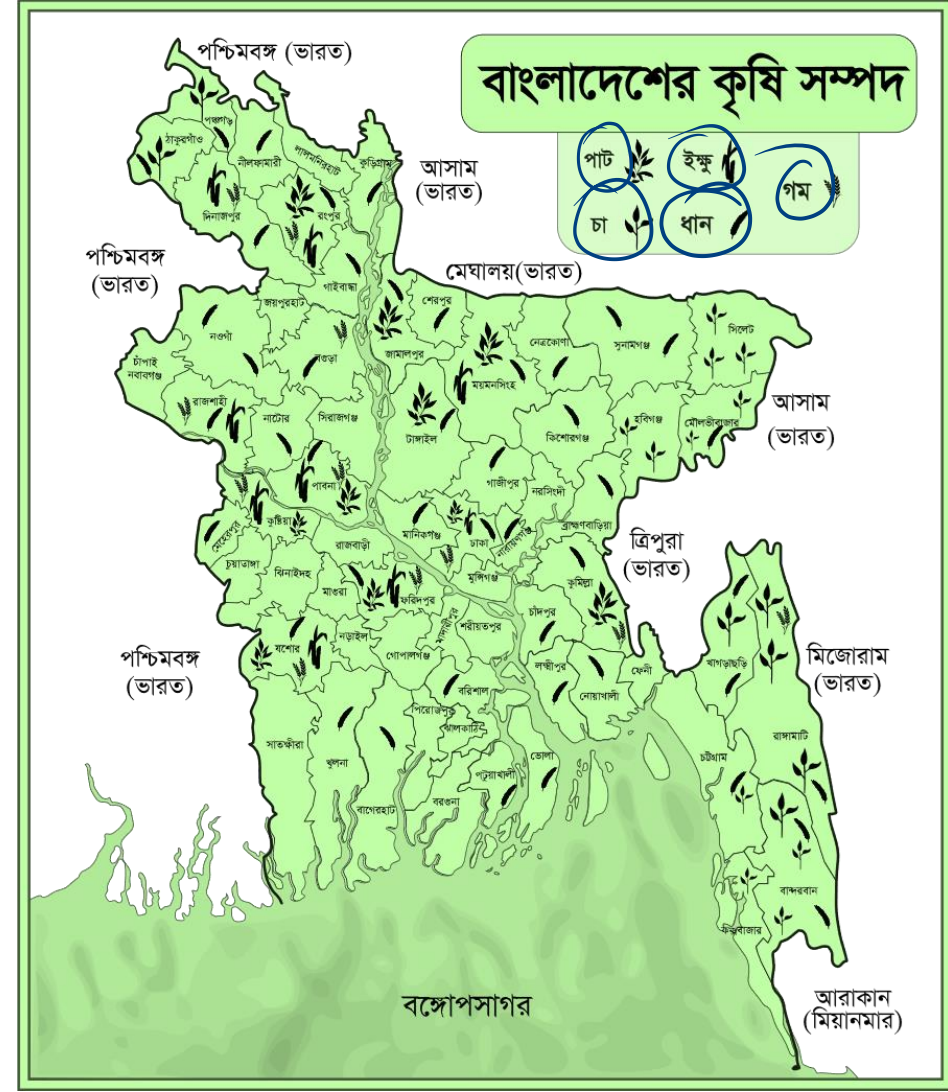 পশ্চিমবঙ্গ (ভারত)
বাংলাদেশের কৃষি সম্পদ
পাট
ইক্ষু
গম
চা
ধান
পঞ্চগড়
ঠাকুরগাঁও
নীলফামারী
লালমনিরহাট
কুড়িগ্রাম
আসাম
(ভারত)
দিনাজপুর
রংপুর
পশ্চিমবঙ্গ
(ভারত)
মেঘালয়(ভারত)
গাইবান্ধা
জয়পুরহাট
শেরপুর
নওগাঁ
বগুড়া
জামালপুর
নেত্রকোণা
সুনামগঞ্জ
সিলেট
চাঁপাই
নবাবগঞ্জ
ময়মনসিংহ
রাজশাহী
নাটোর
সিরাজগঞ্জ
টাঙ্গাইল
কিশোরগঞ্জ
হবিগঞ্জ
মৌলভীবাজার
আসাম
(ভারত)
পাবনা
গাজীপুর
নরসিংদী
কুষ্টিয়া
মেহেরপুর
রাজবাড়ী
মানিকগঞ্জ
ঢাকা
নারায়ণগঞ্জ
ব্রাহ্মণবাড়িয়া
ত্রিপুরা
(ভারত)
চুয়াডাঙ্গা
ঝিনাইদহ
মাগুরা
ফরিদপুর
মুন্সিগঞ্জ
কুমিল্লা
চাঁদপুর
পশ্চিমবঙ্গ
(ভারত)
যশোর
নড়াইল
গোপালগঞ্জ
মাদারীপুর
শরীয়তপুর
লক্ষ্মীপুর
নোয়াখালী
ফেনী
খাগড়াছড়ি
মিজোরাম
(ভারত)
বরিশাল
পিরোজপুর
ঝালকাঠি
সাতক্ষীরা
খুলনা
বাগেরহাট
বরগুনা
পটুয়াখালী
ভোলা
চট্টগ্রাম
রাঙ্গামাটি
বান্দরবান
কক্সবাজার
বঙ্গোপসাগর
আরাকান
(মিয়ানমার)